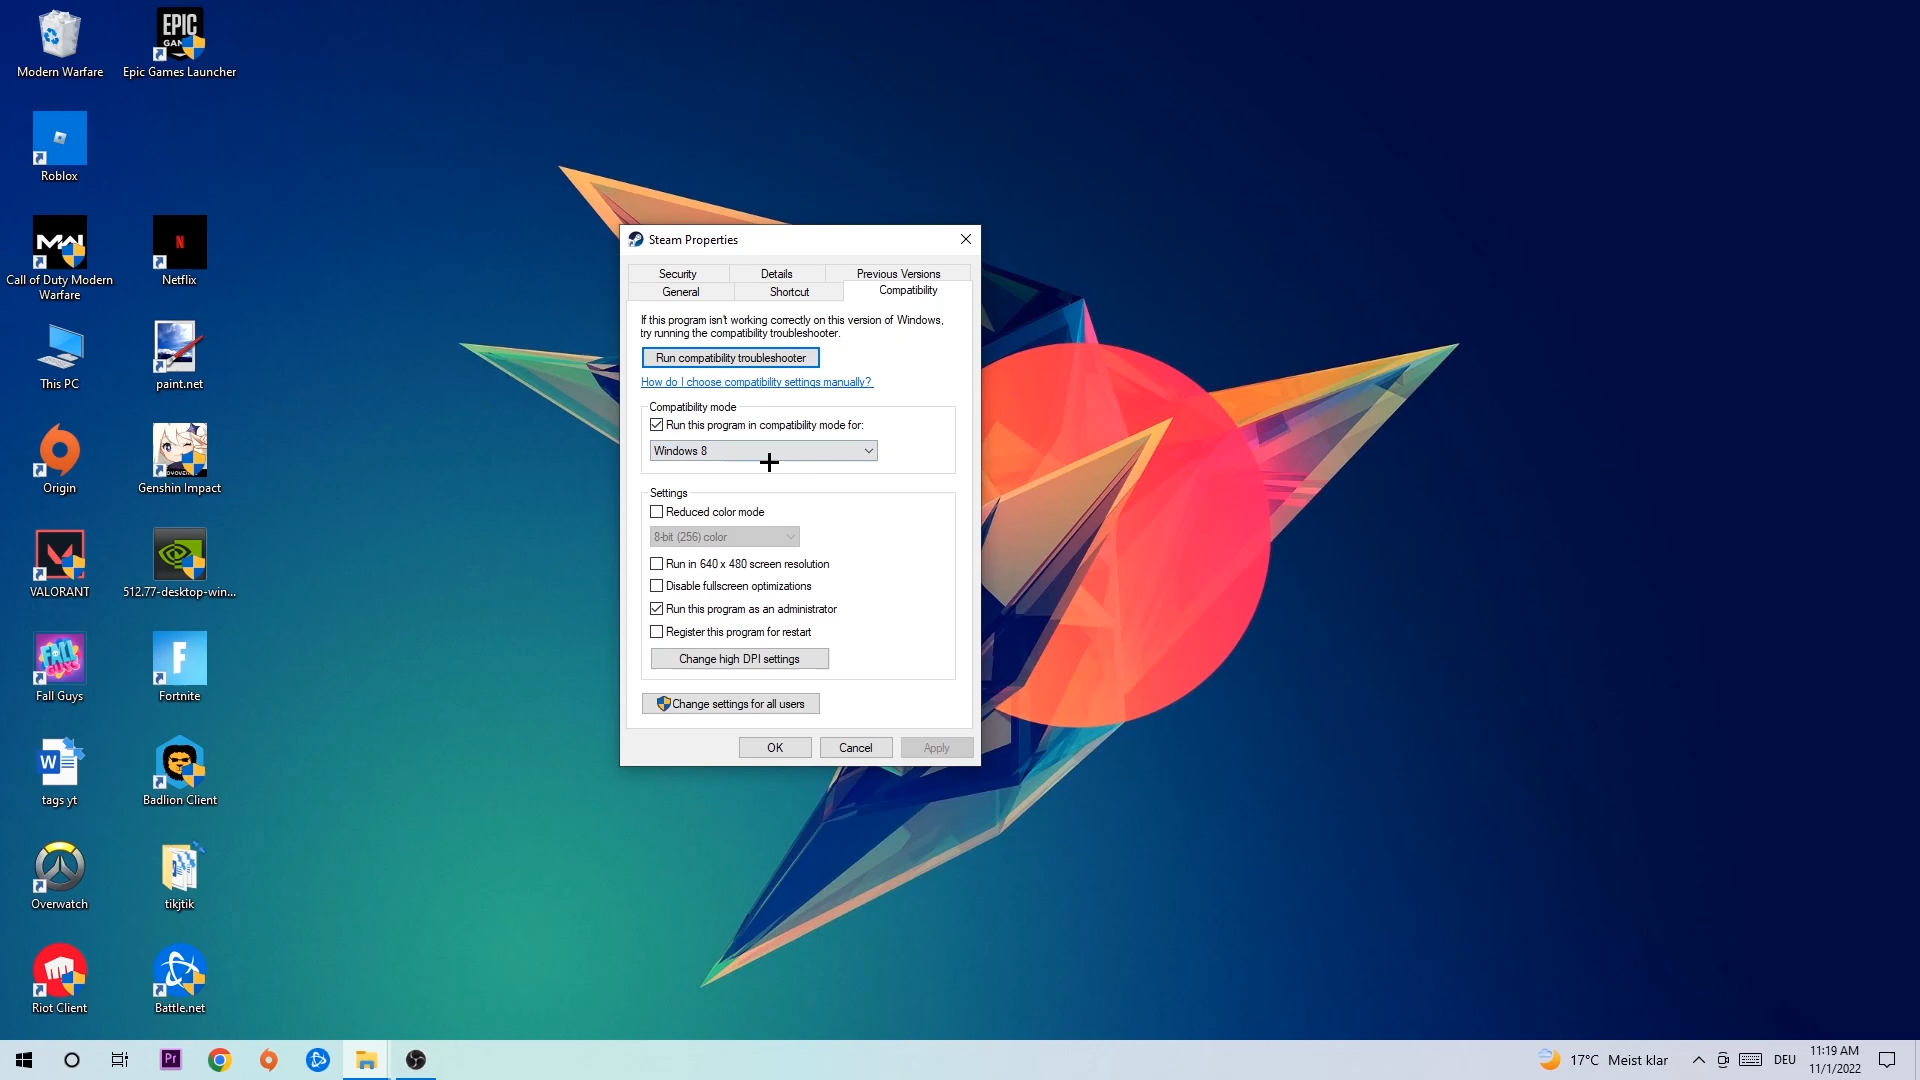 Modern Warfare
EPIC
GAMES
Epic Games Launcher
Roblox
MW
Call of Duty Modern
Warfare
N
Netflix
This PC
paint.net
Origin
Genshin Impact
VALORANT
512.77-desktop-win...
FALL
GUYS
Fall Guys
F
Fortnite
W
tags yt
Badlion Client
Overwatch
tikjtik
Riot Client
Battle.net
Steam Properties
Security
Details
Previous Versions
General
Shortcut
Compatibility
If this program isn't working correctly on this version of Windows,
try running the compatibility troubleshooter.
Run compatibility troubleshooter
How do I choose compatibility settings manually?
Compatibility mode
Run this program in compatibility mode for:
Windows 8
Settings
Reduced color mode
8-bit (256) color
Run in 640 x 480 screen resolution
Disable fullscreen optimizations
Run this program as an administrator
Register this program for restart
Change high DPI settings
Change settings for all users
OK
Cancel
Apply
Pr
17°C Meist klar
DEU
11:19 AM
11/1/2022